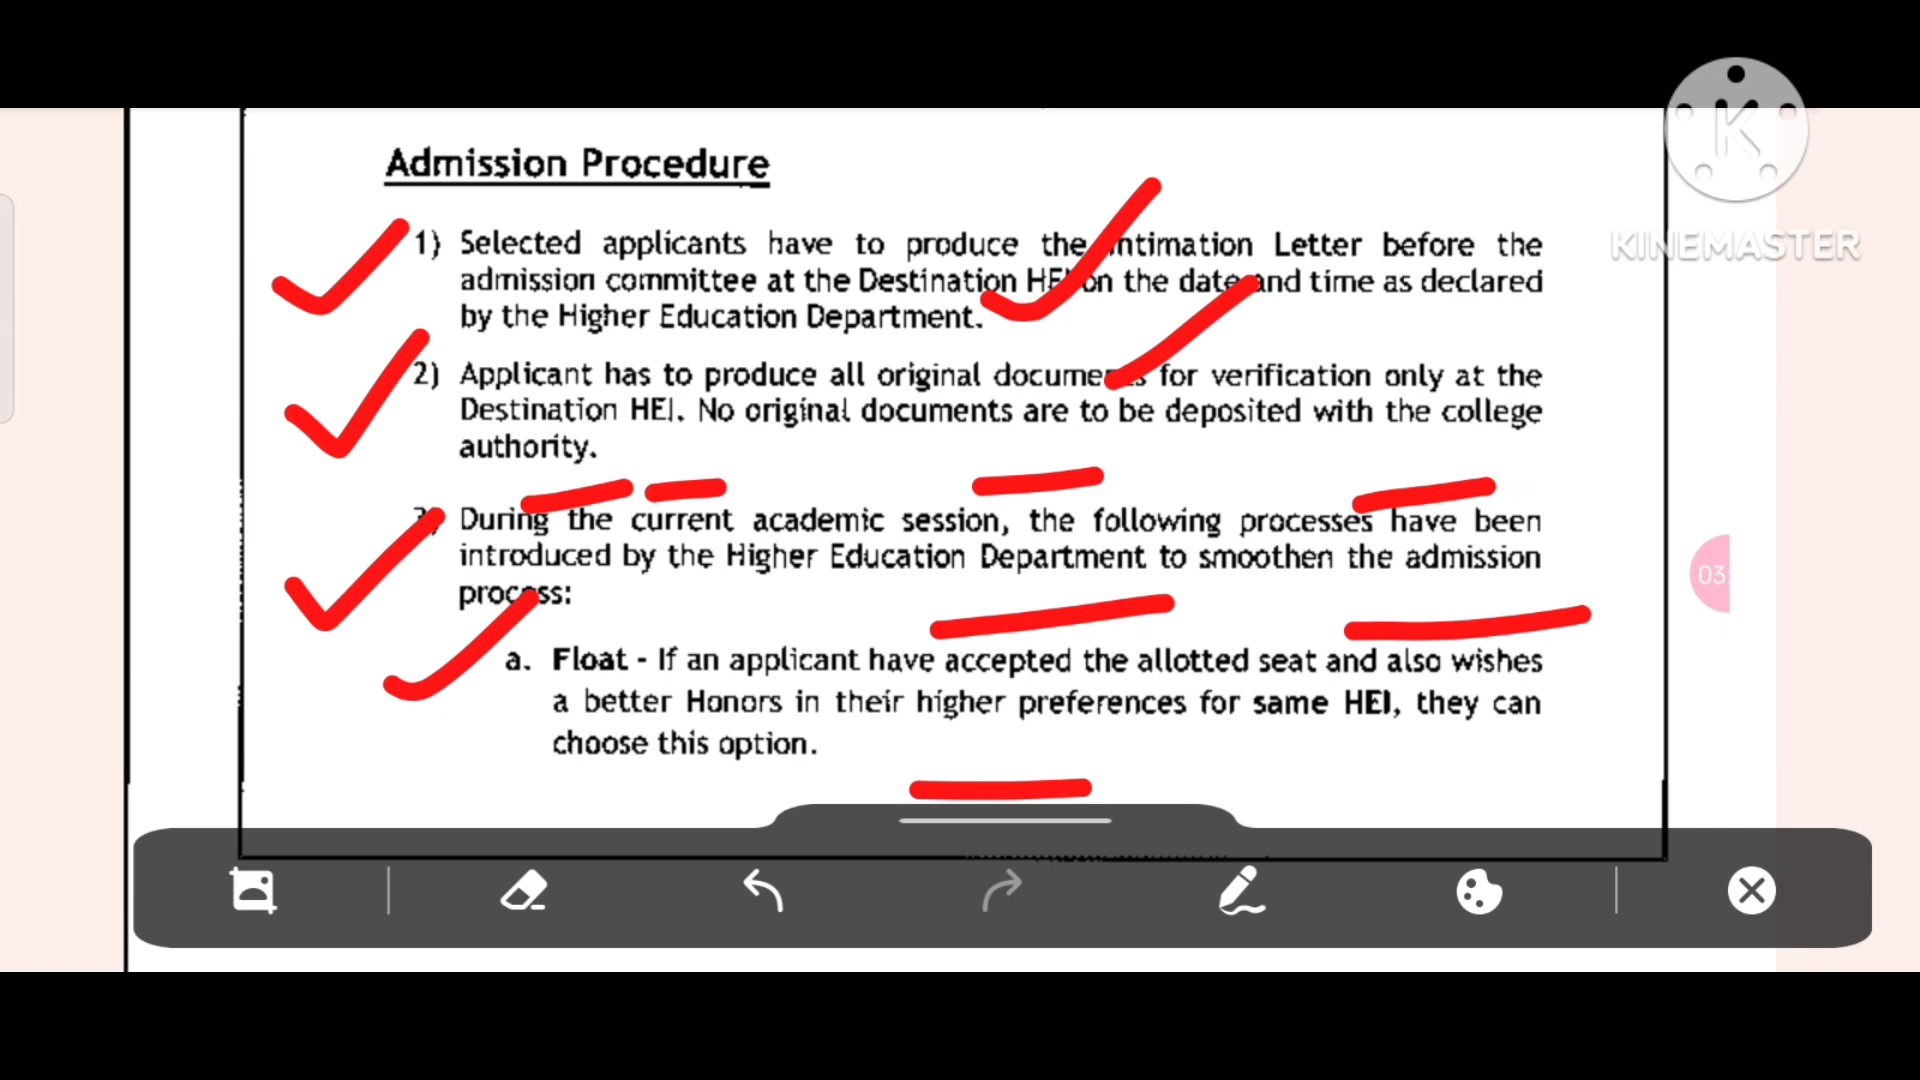 Admission Procedure
KINEMASTER
1) Selected applicants have to produce the Intimation Letter before the
admission committee at the Destination HEI on the date and time as declared
by the Higher Education Department.
2) Applicant has to produce all original documents for verification only at the
Destination HEI. No original documents are to be deposited with the college
authority.
3) During the current academic session, the following processes have been
introduced by the Higher Education Department to smoothen the admission
process:
03
a. Float - If an applicant have accepted the allotted seat and also wishes
a better Honors in their higher preferences for same HEI, they can
choose this option.